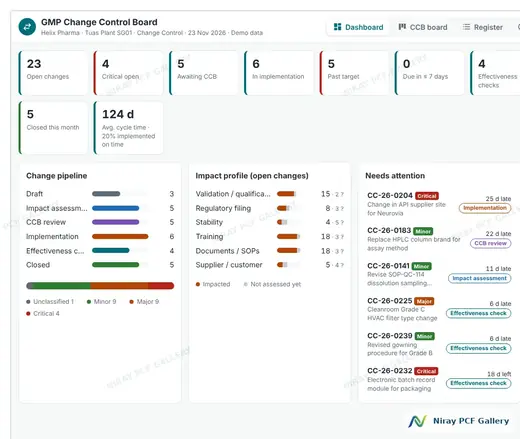 GMP Change Control Board
Helix Pharma · Tuas Plant SG01 · Change Control · 23 Nov 2026 · Demo data
Dashboard
CCB board
Register
23
Open changes
4
Critical open
5
Awaiting CCB
6
In implementation
5
Past target
0
Due in ≤ 7 days
4
Effectiveness
checks
5
Closed this month
124 d
Avg. cycle time ·
20% implemented
on time
Change pipeline
Draft 3
Impact assessm... 5
CCB review 5
Implementation 6
Effectiveness c... 4
Closed 5
Unclassified 1
Minor 9
Major 9
Critical 4
Impact profile (open changes)
Validation / qualifica... 15 · 2 ?
Regulatory filing 8 · 3 ?
Stability 4 · 5 ?
Training 18 · 3 ?
Documents / SOPs 18 · 3 ?
Supplier / customer 5 · 4 ?
Impacted
Not assessed yet
Needs attention
CC-26-0204 Critical
Change in API supplier site
for Neurovia
25 d late
Implementation
CC-26-0183 Minor
Replace HPLC column brand for
assay method
22 d late
CCB review
CC-26-0141 Minor
Revise SOP-QC-114
dissolution sampling...
11 d late
Impact assessment
CC-26-0225 Major
Cleanroom Grade C
HVAC filter type change
6 d late
Effectiveness check
CC-26-0239 Minor
Revised gowning
procedure for Grade B
6 d late
Effectiveness check
CC-26-0232 Critical
Electronic batch record
module for packaging
18 d left
Effectiveness check
NIRAY PCF GALLERY
Niray PCF Gallery